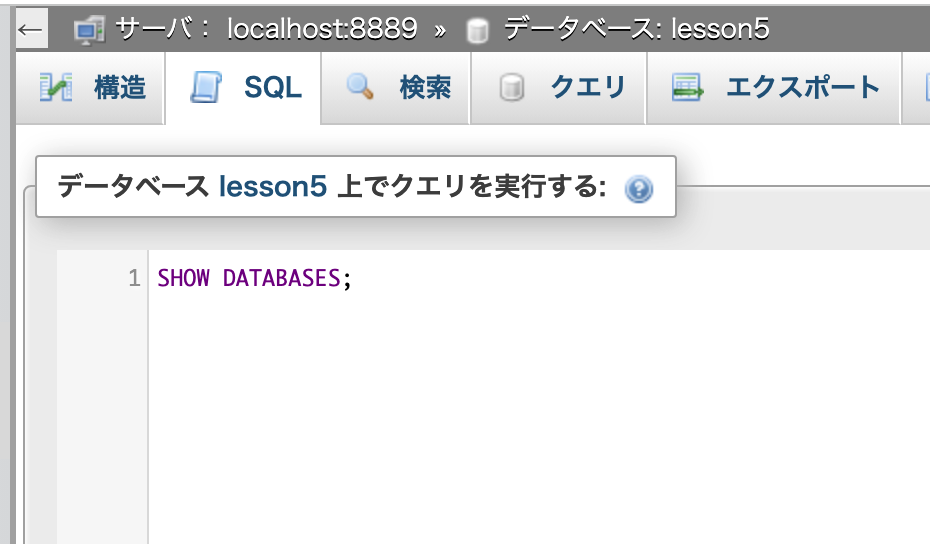 ← サーバ： localhost:8889 » データベース: lesson5
構造 SQL 検索 クエリ エクスポート
データベース lesson5 上でクエリを実行する:
1 SHOW DATABASES;